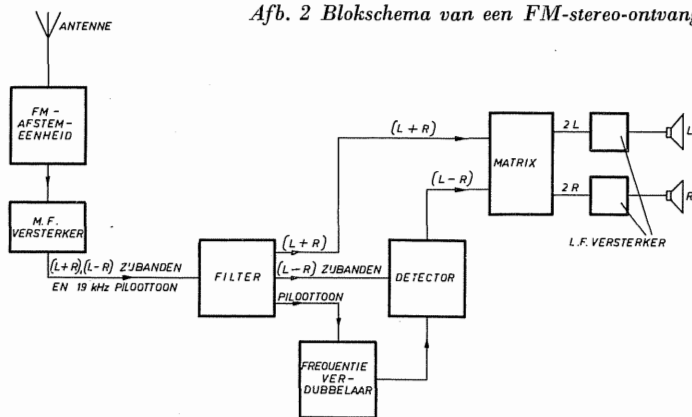 Afb. 2 Blokschema van een FM-stereo-ontvang
ANTENNE
FM-
AFSTEM-
EENHEID
M.F.
VERSTERKER
(L+R),(L-R) ZIJBANDEN
EN 19 kHz PILOOTTOON
FILTER
(L+R)
(L-R) ZIJBANDEN
PILOOTTOON
FREQUENTIE
VER-
DUBBELAAR
DETECTOR
(L+R)
(L-R)
MATRIX
2L
2R
L
R
L.F. VERSTERKER